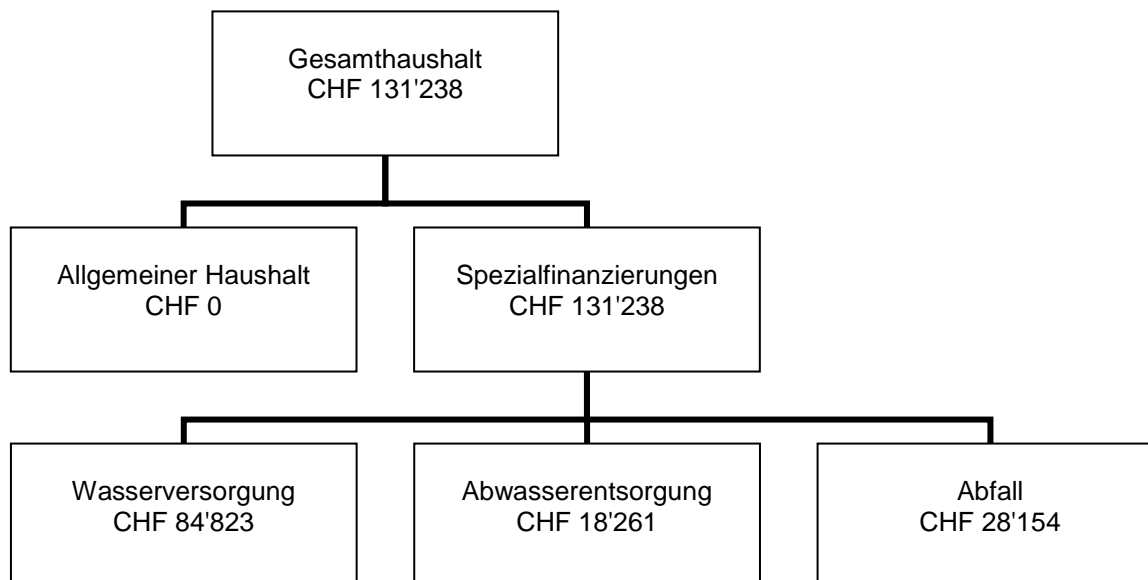 Gesamthaushalt
CHF 131'238
Allgemeiner Haushalt
CHF 0
Spezialfinanzierungen
CHF 131'238
Wasserversorgung
CHF 84'823
Abwasserentsorgung
CHF 18'261
Abfall
CHF 28'154